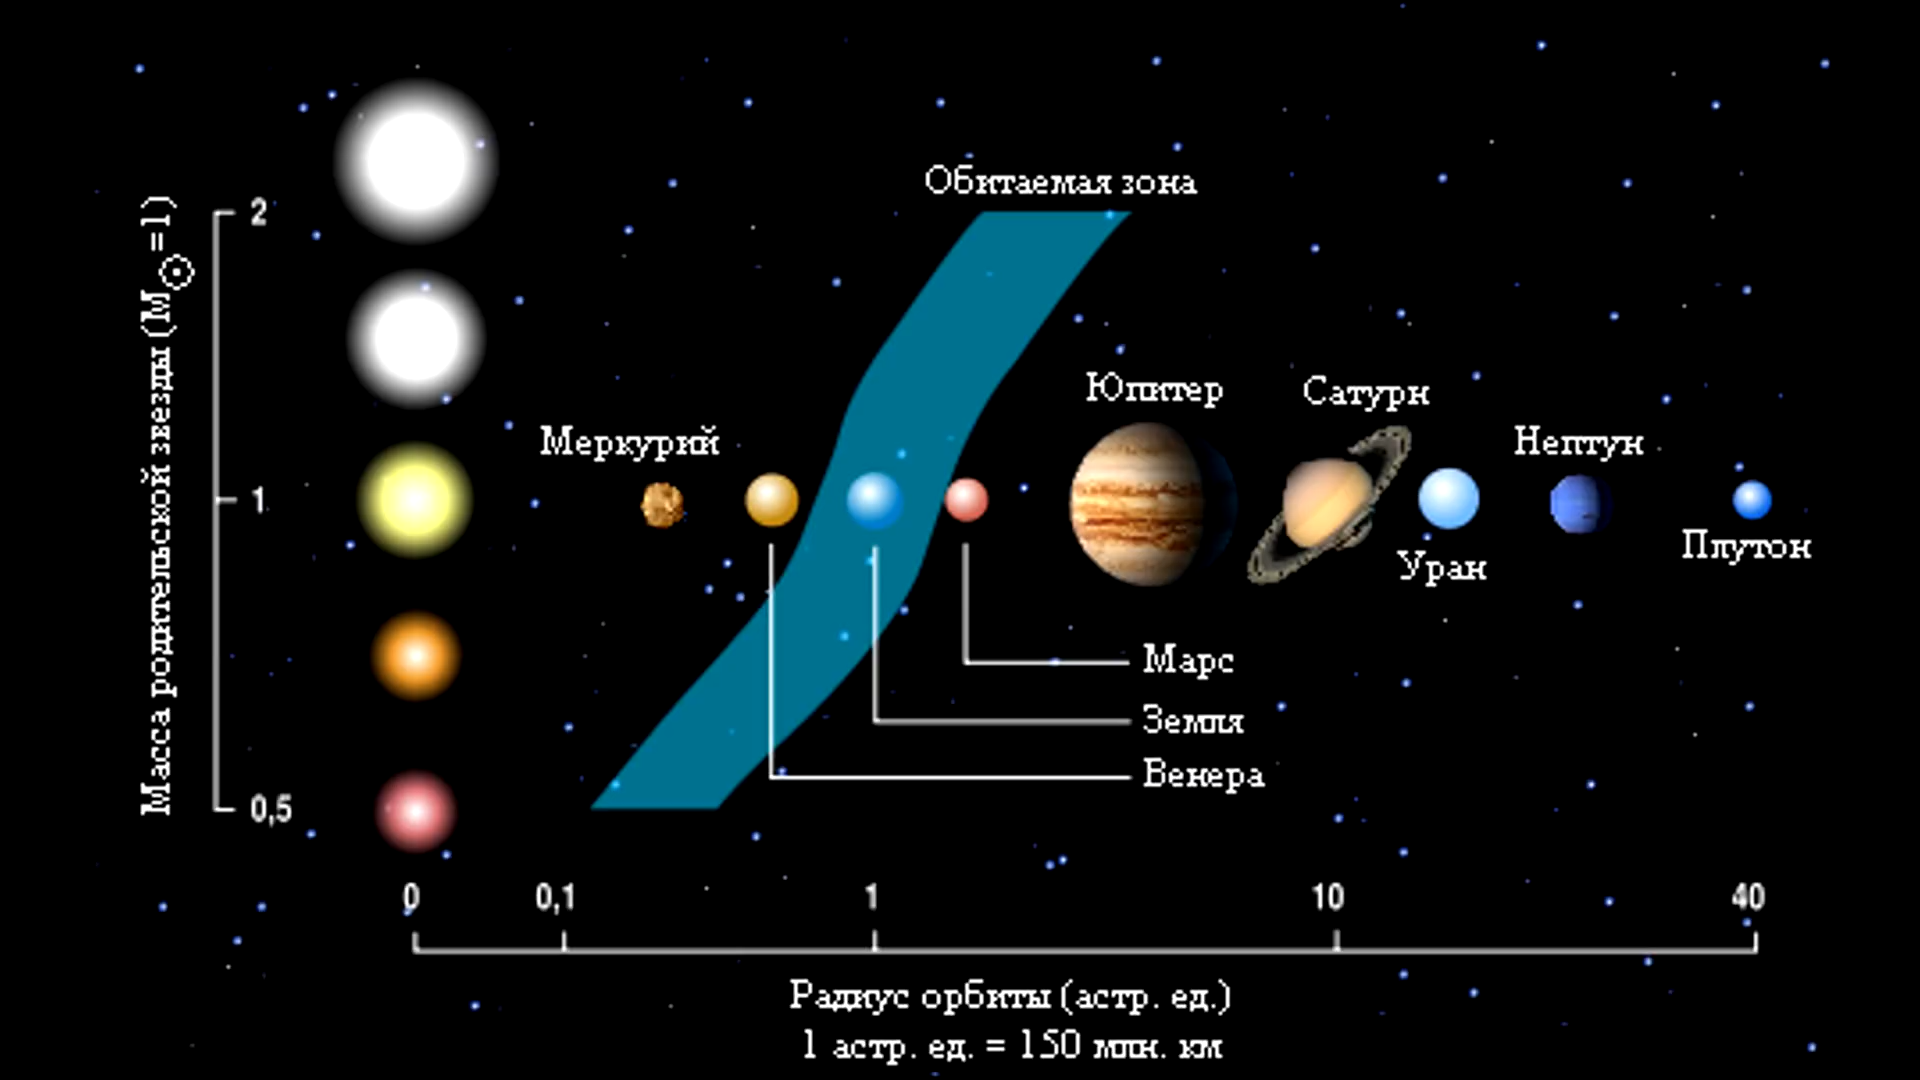 Обитаемая зона
Масса родительской звезды (M☉=1)
2
1
0,5
Меркурий
Юпитер
Сатурн
Уран
Нептун
Плутон
Марс
Земля
Венера
0 0,1 1 10 40
Радиус орбиты (астр. ед.)
1 астр. ед. = 150 млн. км